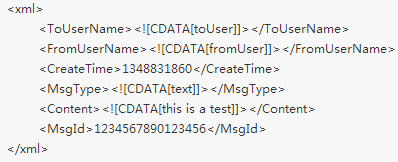 <xml>
<ToUserName><![CDATA[toUser]]></ToUserName>
<FromUserName><![CDATA[fromUser]]></FromUserName>
<CreateTime>1348831860</CreateTime>
<MsgType><![CDATA[text]]></MsgType>
<Content><![CDATA[this is a test]]></Content>
<MsgId>1234567890123456</MsgId>
</xml>